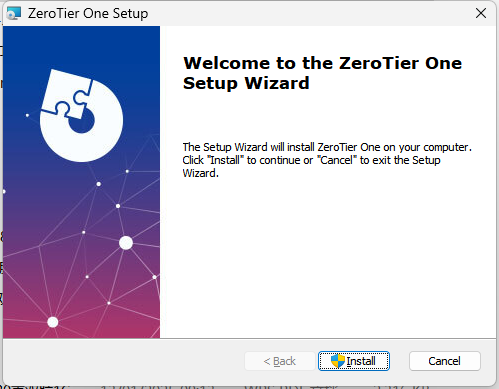 ZeroTier One Setup
Welcome to the ZeroTier One
Setup Wizard
The Setup Wizard will install ZeroTier One on your computer.
Click "Install" to continue or "Cancel" to exit the Setup
Wizard.
< Back
Install
Cancel